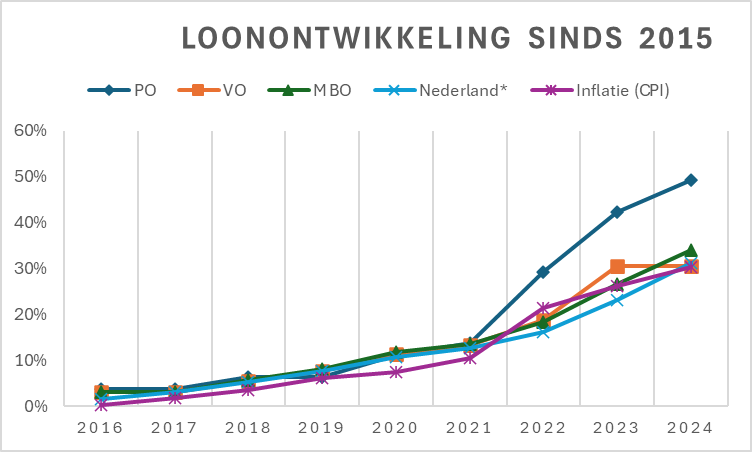 LOONONTWIKKELING SINDS 2015
PO VO MBO Nederland* Inflatie (CPI)
60%
50%
40%
30%
20%
10%
0%
2016 2017 2018 2019 2020 2021 2022 2023 2024